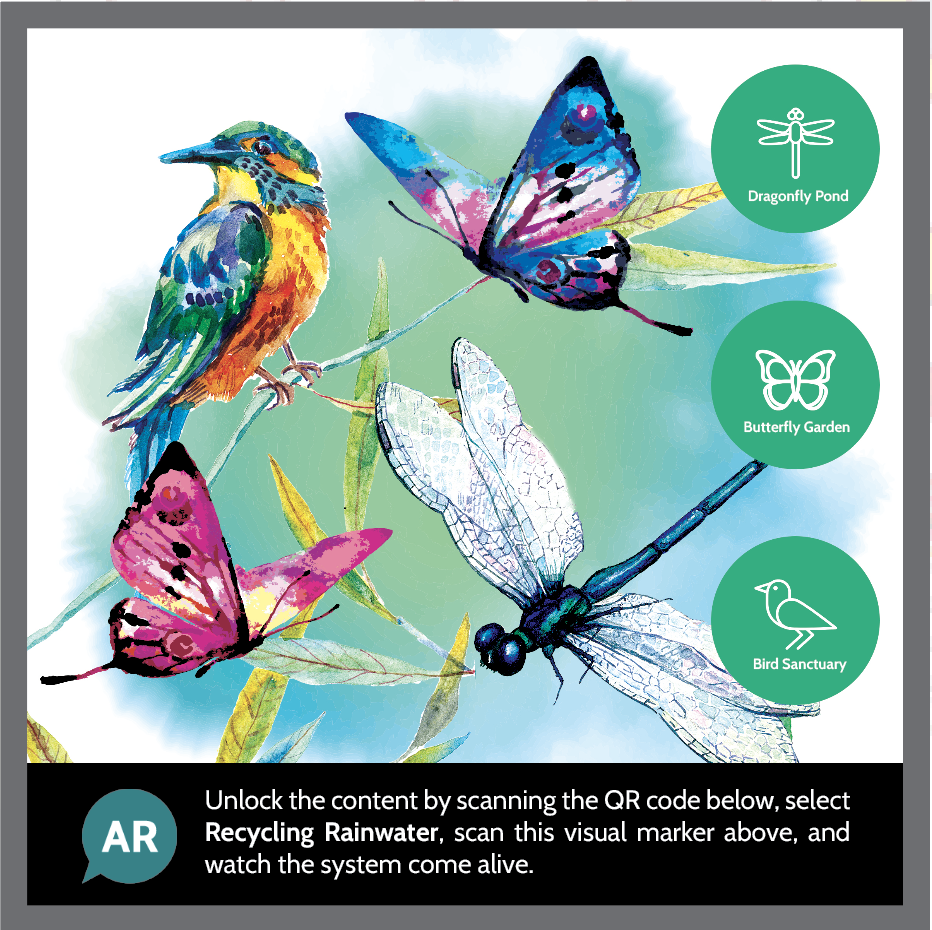 Dragonfly Pond
Butterfly Garden
Bird Sanctuary
AR
Unlock the content by scanning the QR code below, select
Recycling Rainwater, scan this visual marker above, and
watch the system come alive.